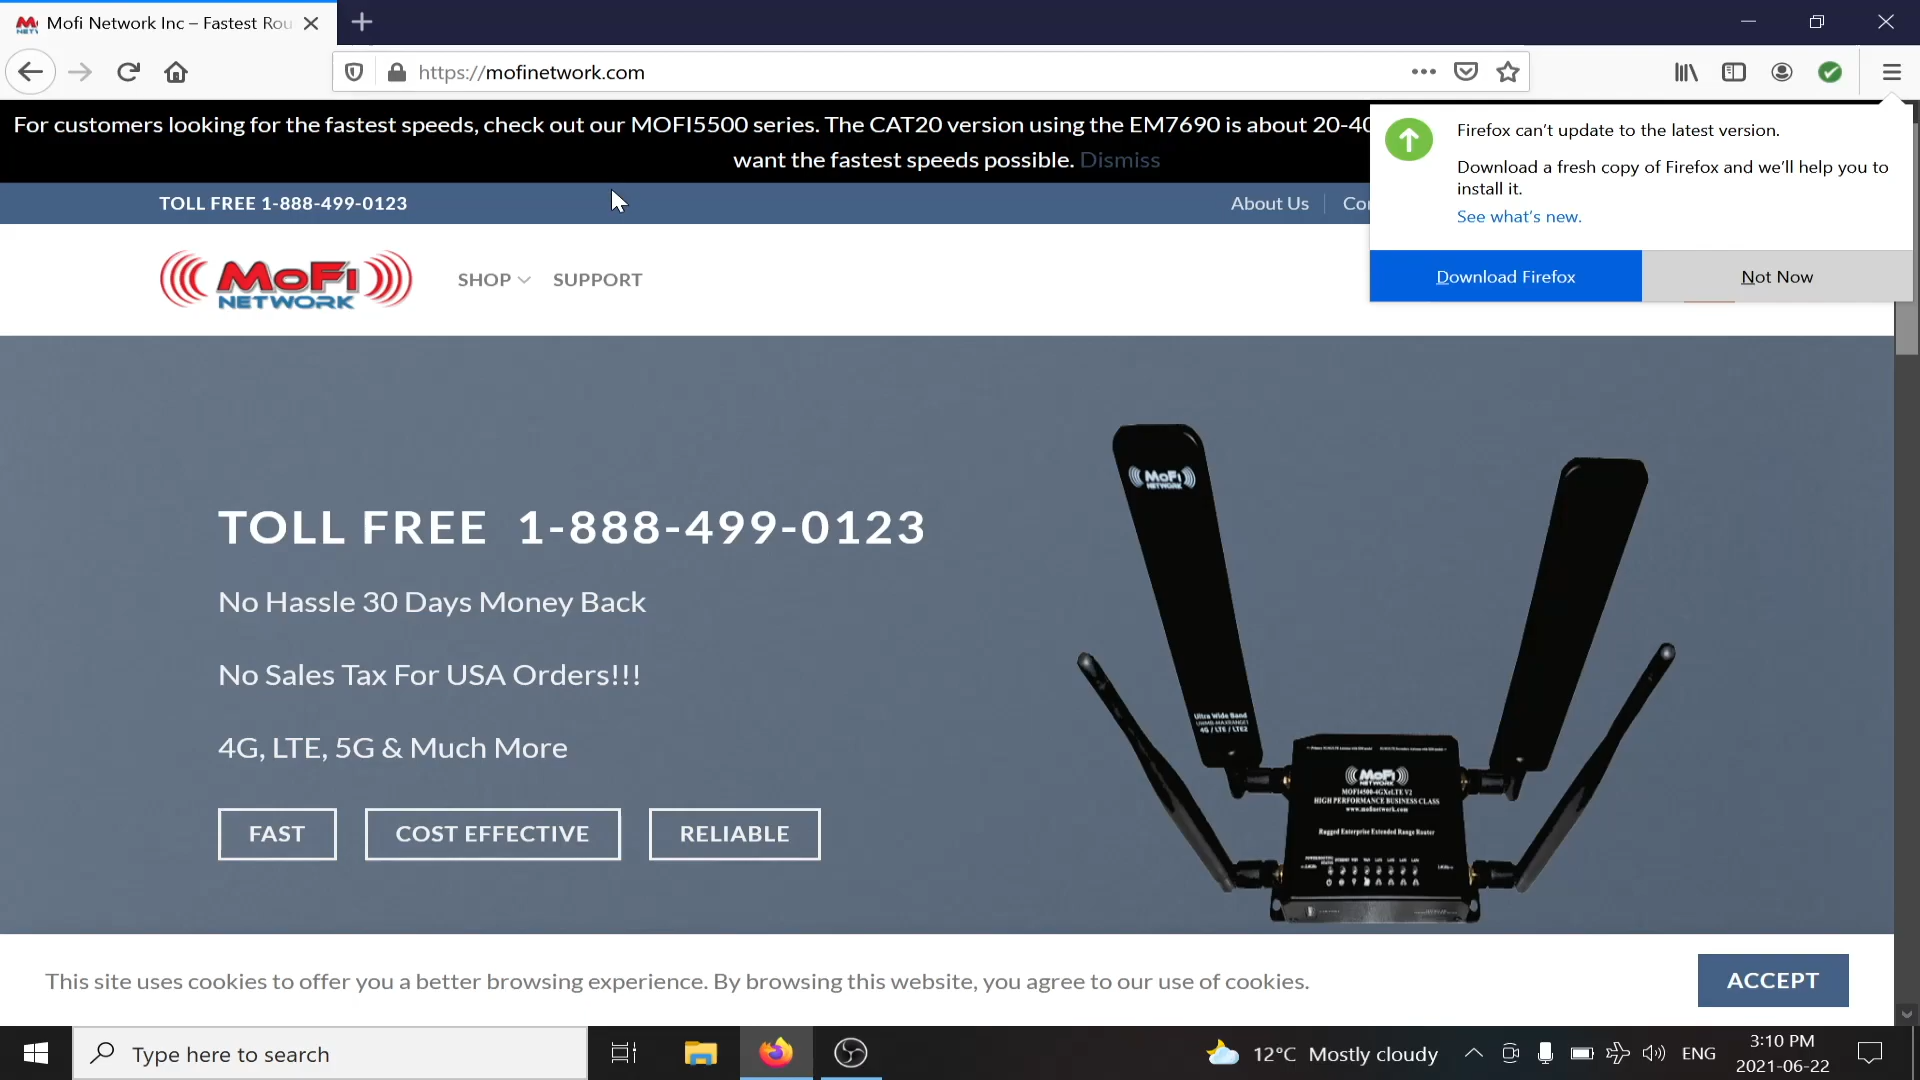 Mofi Network Inc – Fastest Rou
https://mofinetwork.com
For customers looking for the fastest speeds, check out our MOFI5500 series. The CAT20 version using the EM7690 is about 20-40
want the fastest speeds possible. Dismiss
Firefox can't update to the latest version.
Download a fresh copy of Firefox and we'll help you to
install it.
See what's new.
Download Firefox
Not Now
TOLL FREE 1-888-499-0123
About Us
Con
MoFi
NETWORK
SHOP
SUPPORT
TOLL FREE 1-888-499-0123
No Hassle 30 Days Money Back
No Sales Tax For USA Orders!!!
4G, LTE, 5G & Much More
FAST
COST EFFECTIVE
RELIABLE
MoFi
NETWORK
Ultra Wide Band
4G / LTE / LTE2
MoFi
NETWORK
MOFI4500-4GXeLTE V2
HIGH PERFORMANCE BUSINESS CLASS
www.mofinetwork.com
Rugged Enterprise Extended Range Router
This site uses cookies to offer you a better browsing experience. By browsing this website, you agree to our use of cookies.
ACCEPT
Type here to search
12°C Mostly cloudy
ENG
3:10 PM
2021-06-22